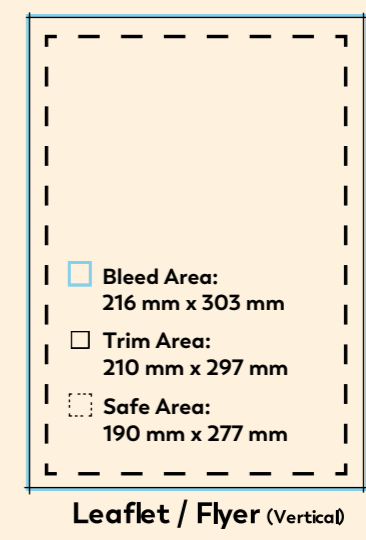 Bleed Area:
216 mm x 303 mm
Trim Area:
210 mm x 297 mm
Safe Area:
190 mm x 277 mm
Leaflet / Flyer (Vertical)